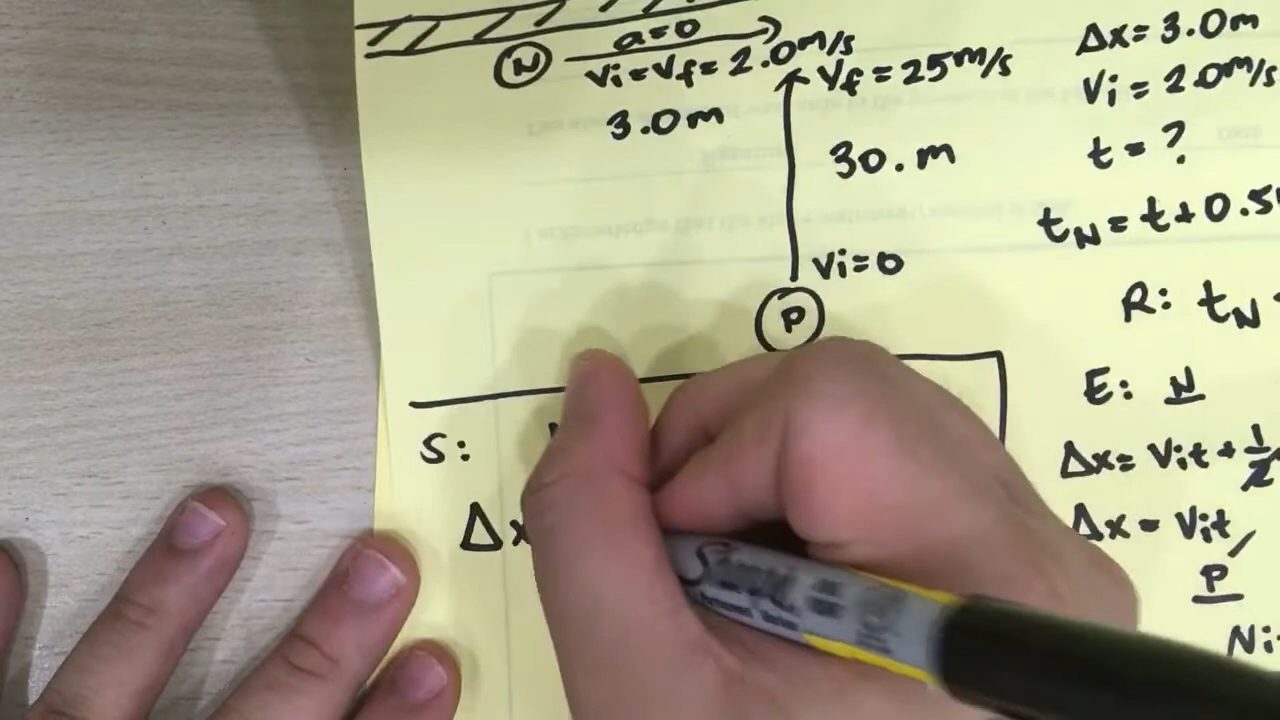 N a=0
Vi=Vf= 2.0m/s
3.0m
Vf=25m/s
30.m
Vi=0
P
Δx=3.0m
Vi=2.0m/s
t=?
tN=t+0.5
R: tN
E: N
Δx=Vit+1/2
Δx=Vit
P
S:
Δx
Sharpie